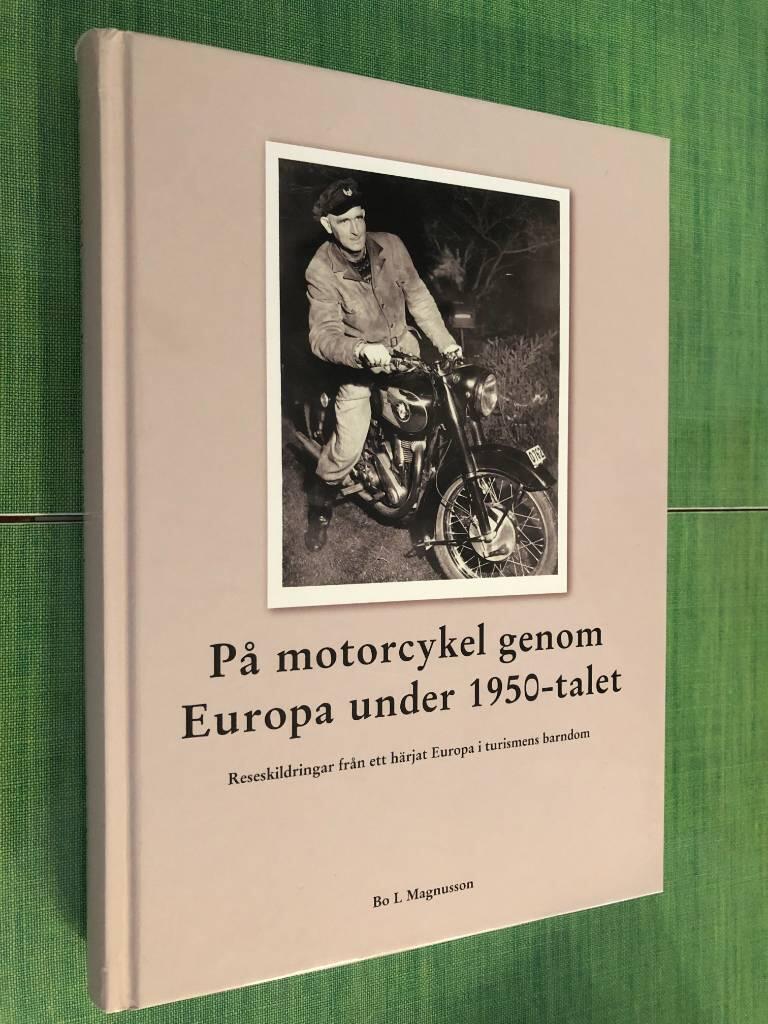 På motorcykel genom
Europa under 1950-talet
Reseskildringar från ett härjat Europa i turismens barndom
Bo L Magnusson